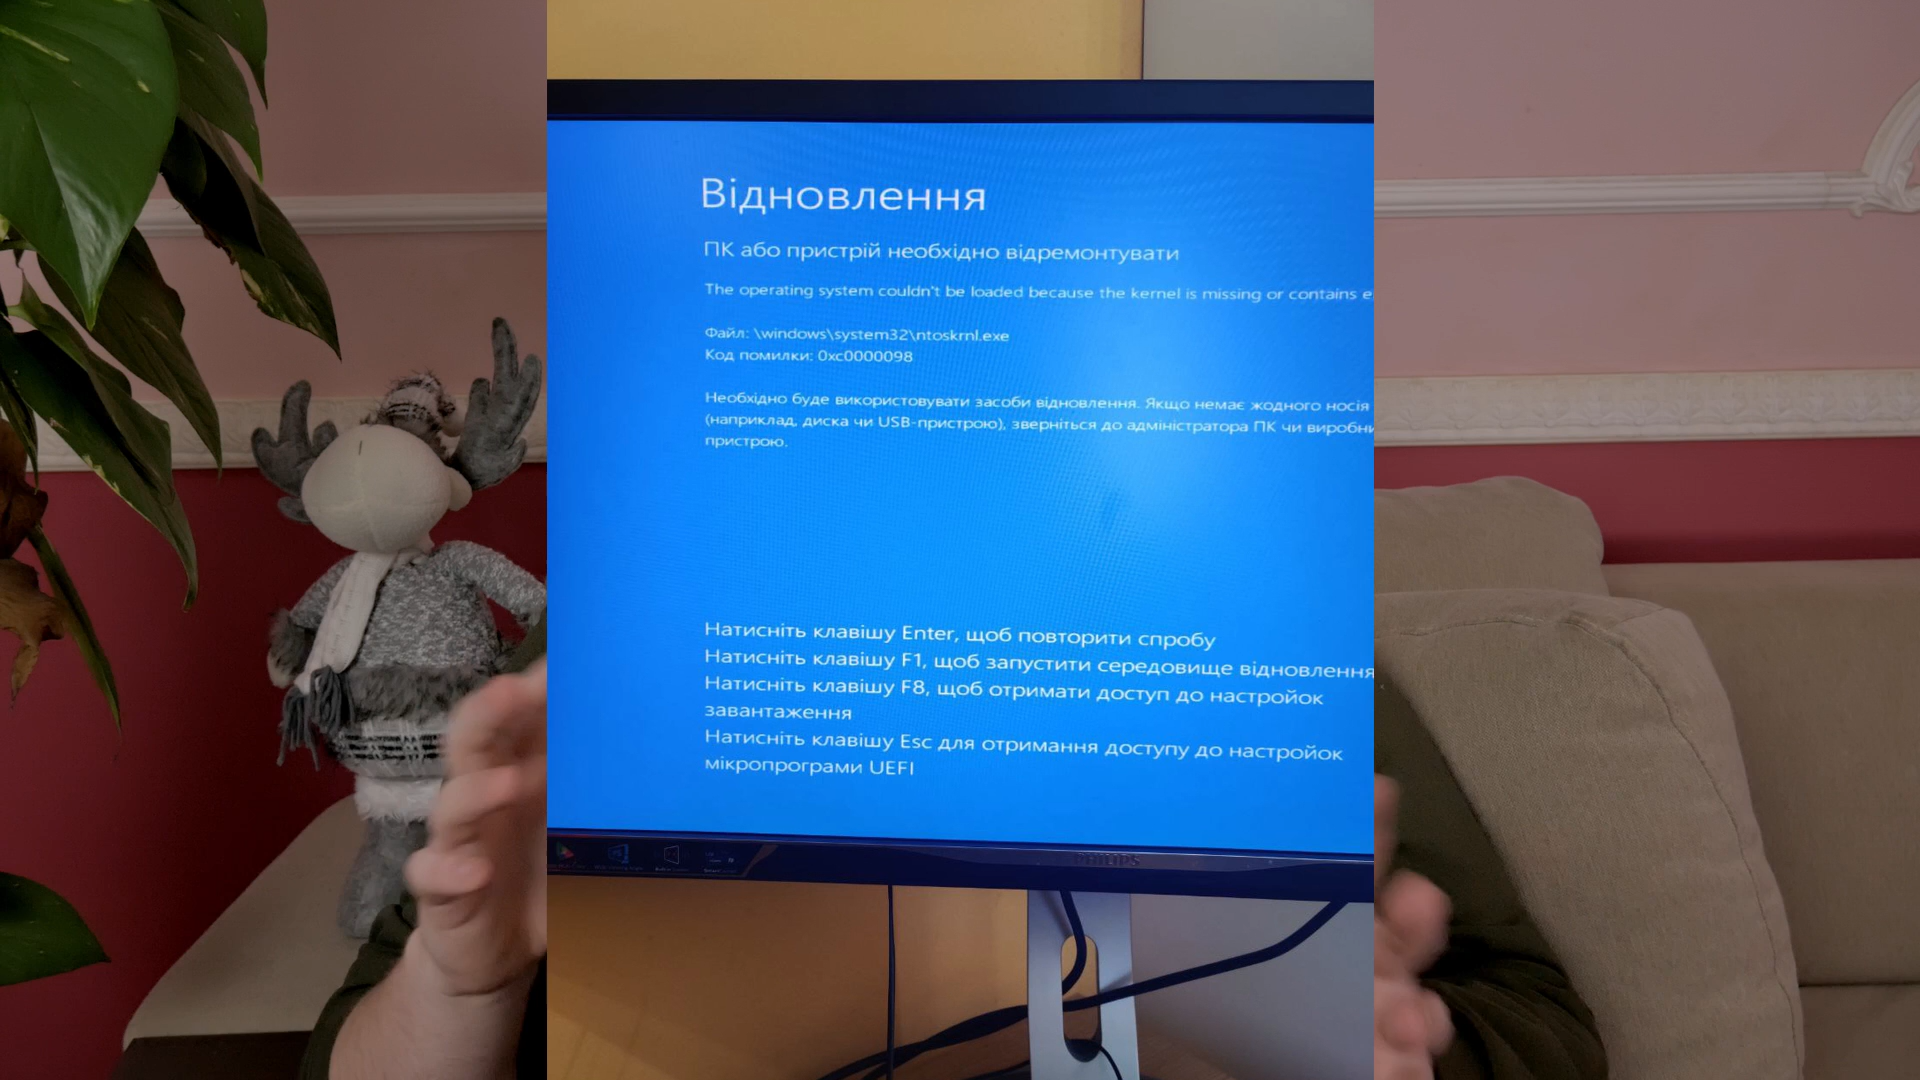 Відновлення
ПК або пристрій необхідно відремонтувати
The operating system couldn't be loaded because the kernel is missing or contains
Файл: \windows\system32\ntoskrnl.exe
Код помилки: 0xc0000098
Необхідно буде використовувати засоби відновлення. Якщо немає жодного носія
(наприклад, диска чи USB-пристрою), зверніться до адміністратора ПК чи
пристрою.
Натисніть клавішу Enter, щоб повторити спробу
Натисніть клавішу F1, щоб запустити середовище відновлення
Натисніть клавішу F8, щоб отримати доступ до настройок
завантаження
Натисніть клавішу Esc для отримання доступу до настройок
мікропрограми UEFI
PHILIPS